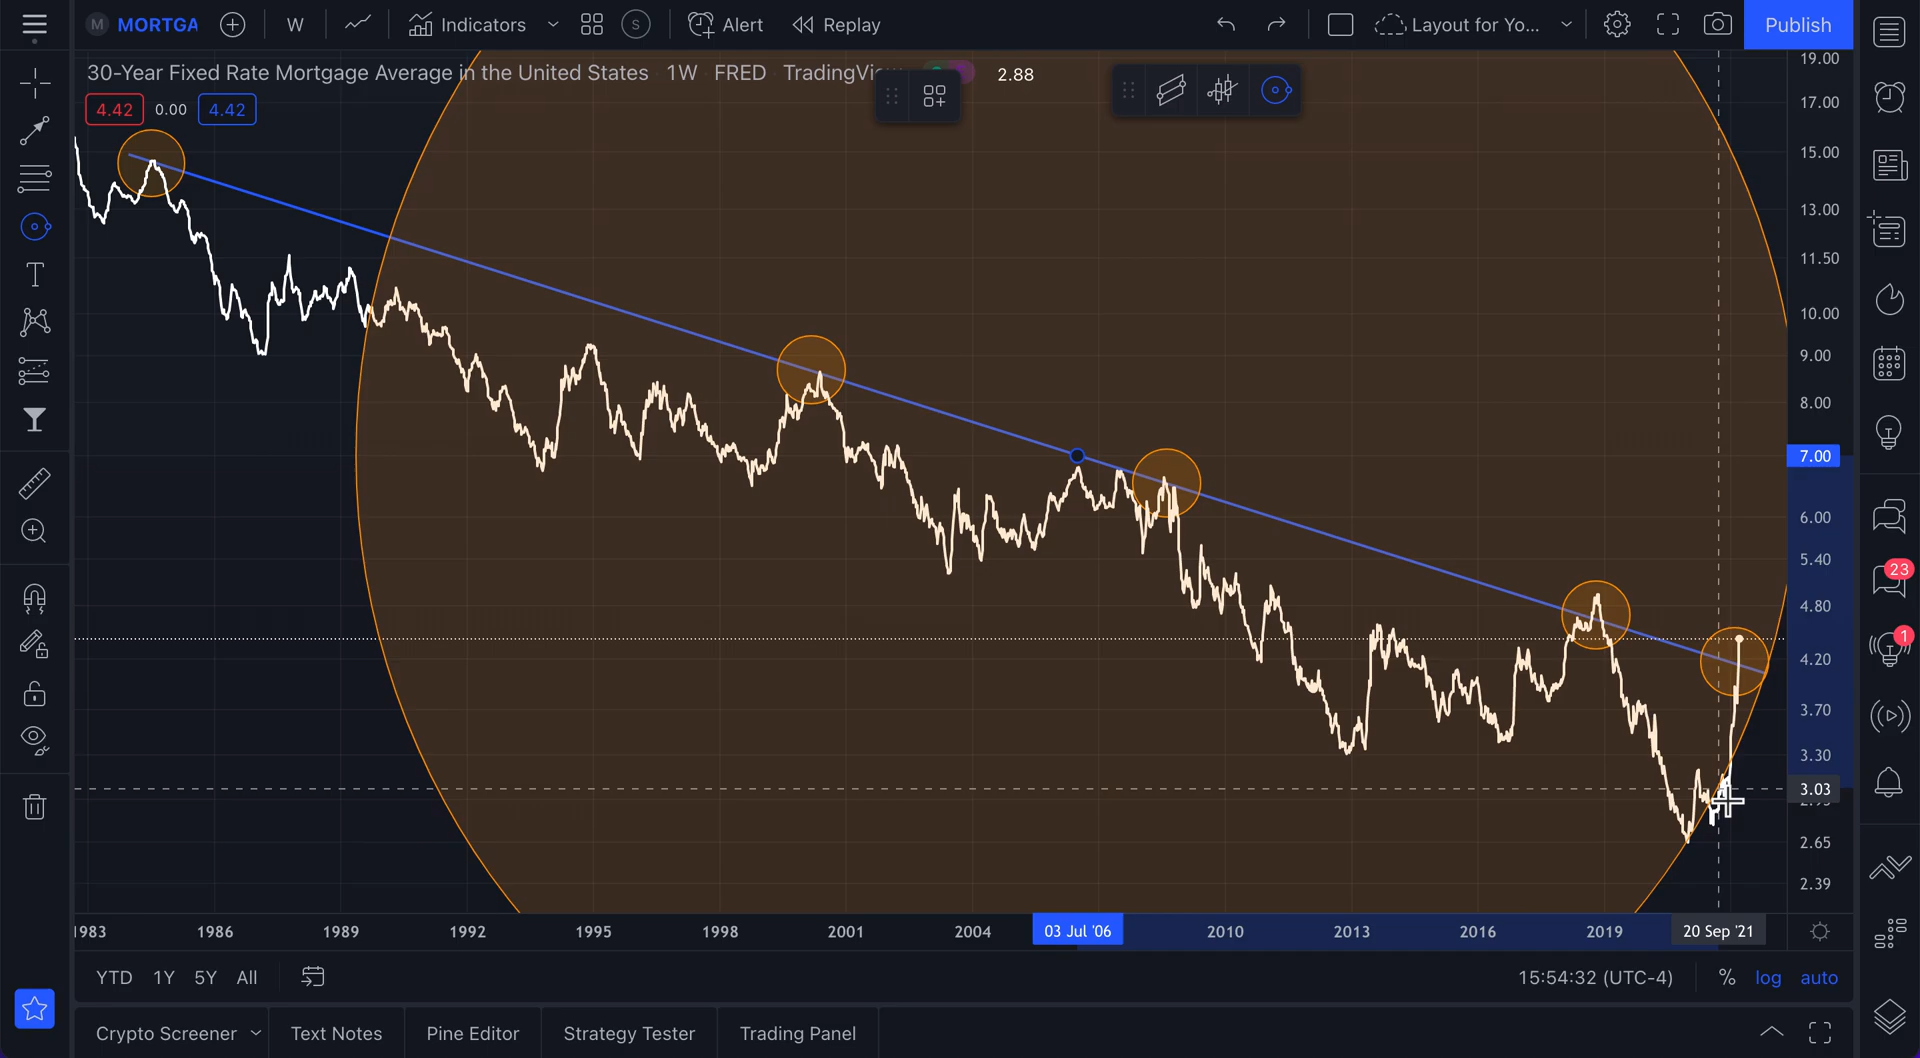 M MORTGA W Indicators S Alert Replay Layout for Yo... Publish
30-Year Fixed Rate Mortgage Average in the United States 1W FRED 2.88
4.42 0.00 4.42
19.00
17.00
15.00
13.00
11.50
10.00
9.00
8.00
7.00
6.00
5.40
4.80
4.20
3.70
3.30
3.03
2.65
2.39
T
23
1
1983 1986 1989 1992 1995 1998 2001 2004 03 Jul '06 2010 2013 2016 2019 20 Sep '21
YTD 1Y 5Y All 15:54:32 (UTC-4) % log auto
Crypto Screener Text Notes Pine Editor Strategy Tester Trading Panel